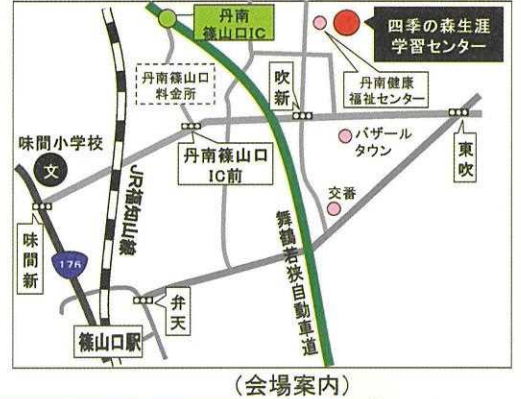 丹南
篠山口IC
四季の森生涯
学習センター
丹南篠山口
料金所
吹新
丹南健康
福祉センター
味間小学校
文
丹南篠山口
IC前
バザール
タウン
東吹
JR福知山線
交番
味間新
176
舞鶴若狭自動車道
弁天
篠山口駅
(会場案内)